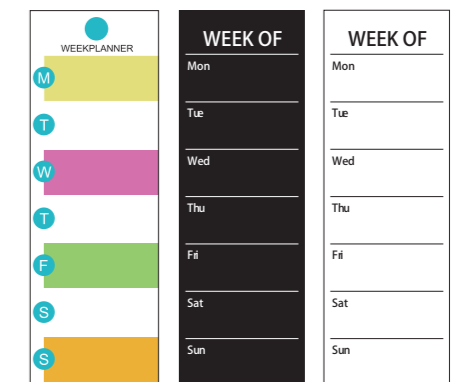 WEEKPLANNER
M
T
W
T
F
S
S
WEEK OF
Mon
Tue
Wed
Thu
Fri
Sat
Sun
WEEK OF
Mon
Tue
Wed
Thu
Fri
Sat
Sun